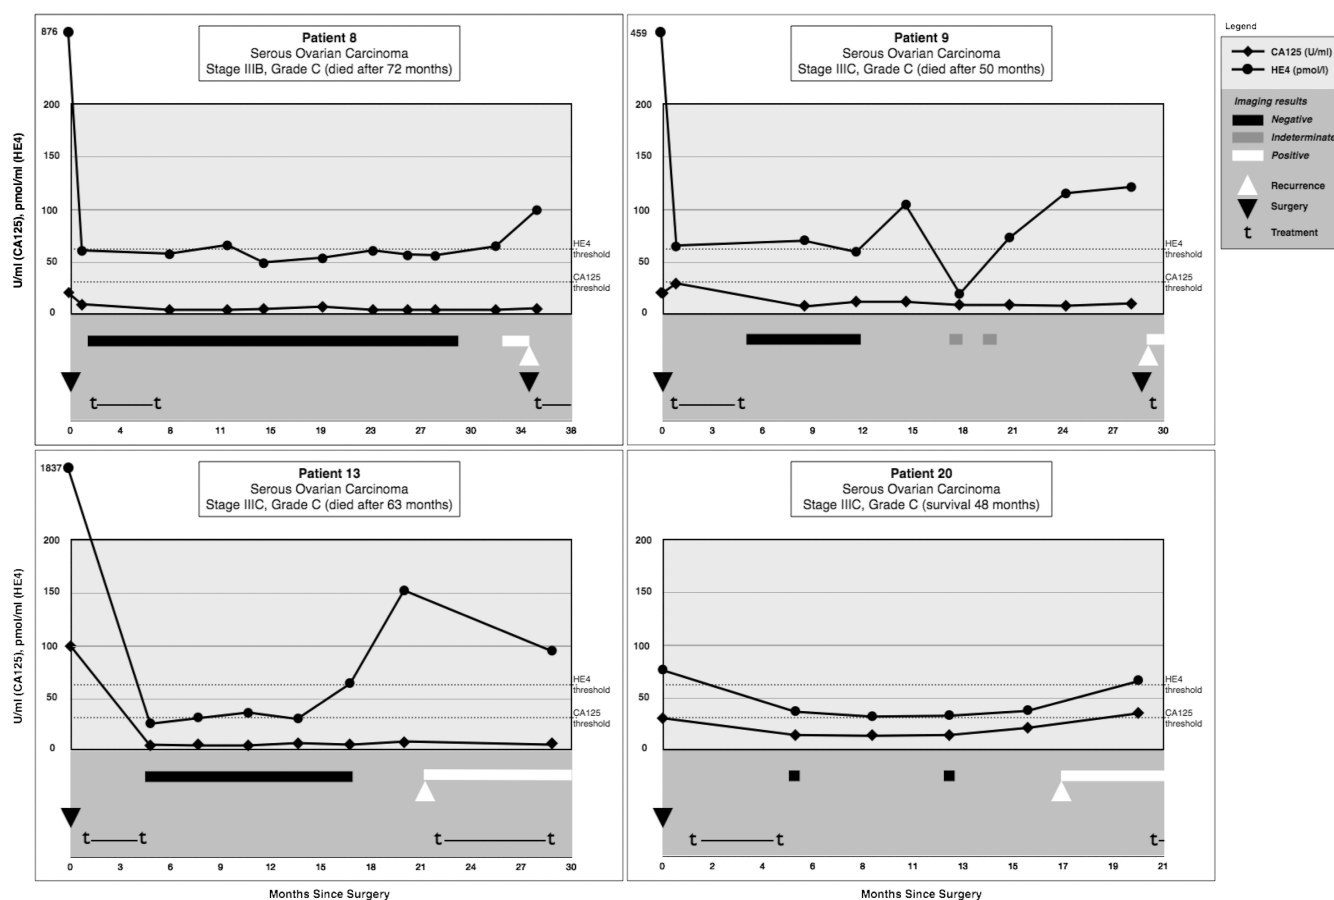 876
Patient 8
Serous Ovarian Carcinoma
Stage IIIB, Grade C (died after 72 months)
200
150
100
50
0
U/ml (CA125), pmol/ml (HE4)
HE4
threshold
CA125
threshold
t t t
0 4 8 11 15 19 23 27 28 34 38
459
Patient 9
Serous Ovarian Carcinoma
Stage IIIC, Grade C (died after 50 months)
200
150
100
50
0
HE4
threshold
CA125
threshold
t t t
0 3 6 9 12 15 18 21 24 27 30
Legend
CA125 (U/ml)
HE4 (pmol/l)
Imaging results
Negative
Indeterminate
Positive
Recurrence
Surgery
t Treatment
1837
Patient 13
Serous Ovarian Carcinoma
Stage IIIC, Grade C (died after 63 months)
200
150
100
50
0
U/ml (CA125), pmol/ml (HE4)
HE4
threshold
CA125
threshold
t t t t
0 3 6 9 12 15 18 21 24 26 30
Months Since Surgery
Patient 20
Serous Ovarian Carcinoma
Stage IIIC, Grade C (survival 48 months)
200
150
100
50
0
HE4
threshold
CA125
threshold
t t t
0 2 4 6 8 11 13 15 17 19 21
Months Since Surgery